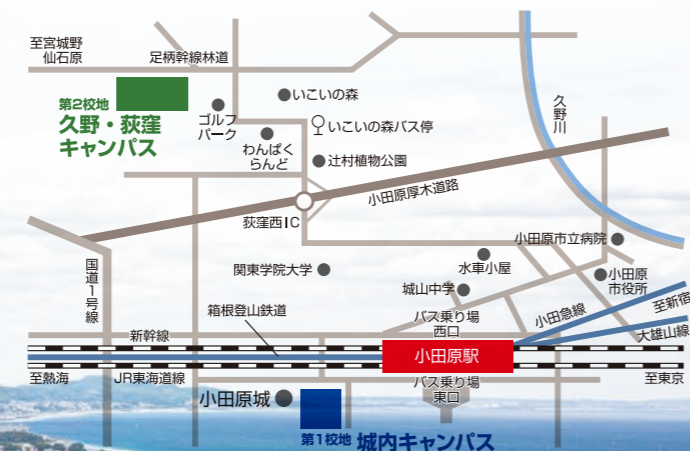 至宮城野
仙石原
足柄幹線林道
第2校地
久野・荻窪
キャンパス
ゴルフ
パーク
いこいの森
わんぱく
らんど
いこいの森バス停
辻村植物公園
久野川
小田原厚木道路
荻窪西IC
国道1号線
関東学院大学
水車小屋
小田原市立病院
城山中学
小田原
市役所
箱根登山鉄道
バス乗り場
西口
小田急線
至新宿
大雄山線
新幹線
小田原駅
至熱海
JR東海道線
バス乗り場
東口
至東京
小田原城
第1校地 城内キャンパス